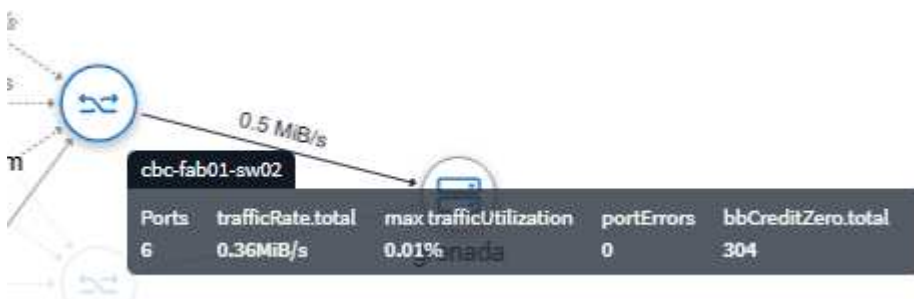 s
m
0.5 MiB/s
cbc-fab01-sw02
Ports trafficRate.total max trafficUtilization portErrors bbCreditZero.total
6 0.36MiB/s 0.01% 0 304